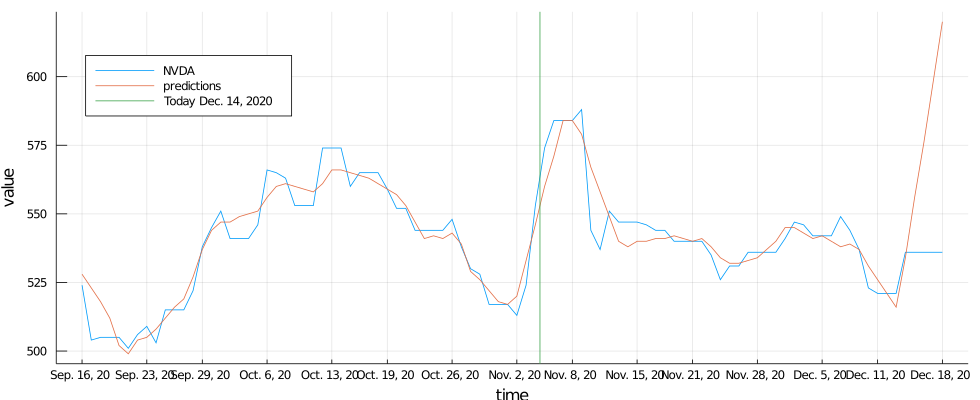 NVDA
predictions
Today Dec. 14, 2020
value
600
575
550
525
500
Sep. 16, 20 Sep. 23, 20 Sep. 29, 20 Oct. 6, 20 Oct. 13, 20 Oct. 19, 20 Oct. 26, 20 Nov. 2, 20 Nov. 8, 20 Nov. 15, 20 Nov. 21, 20 Nov. 28, 20 Dec. 5, 20 Dec. 11, 20 Dec. 18, 20
time